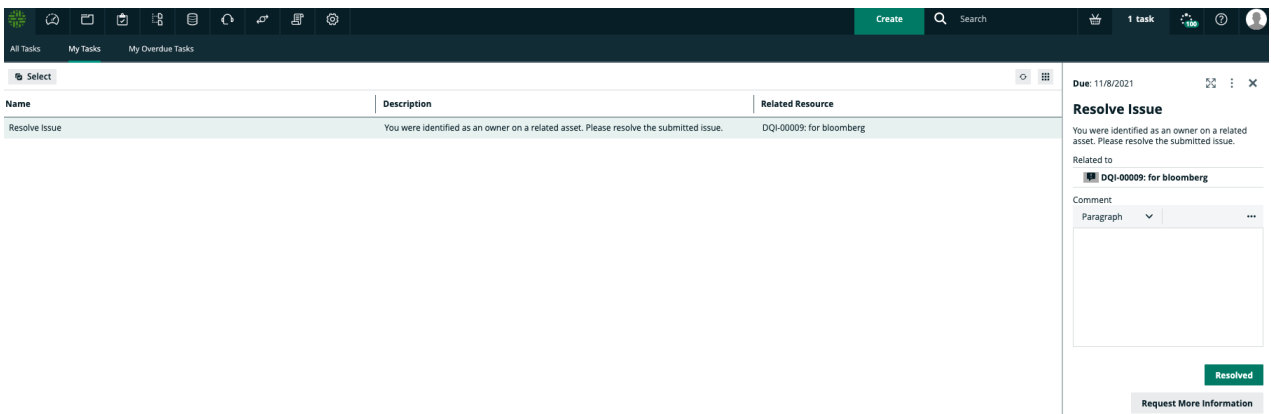 Create
Search
1 task
100
All Tasks
My Tasks
My Overdue Tasks
Select
Name
Description
Related Resource
Resolve Issue
You were identified as an owner on a related asset. Please resolve the submitted issue.
DQI-00009: for bloomberg
Due: 11/8/2021
Resolve Issue
You were identified as an owner on a related
asset. Please resolve the submitted issue.
Related to
DQI-00009: for bloomberg
Comment
Paragraph
Resolved
Request More Information